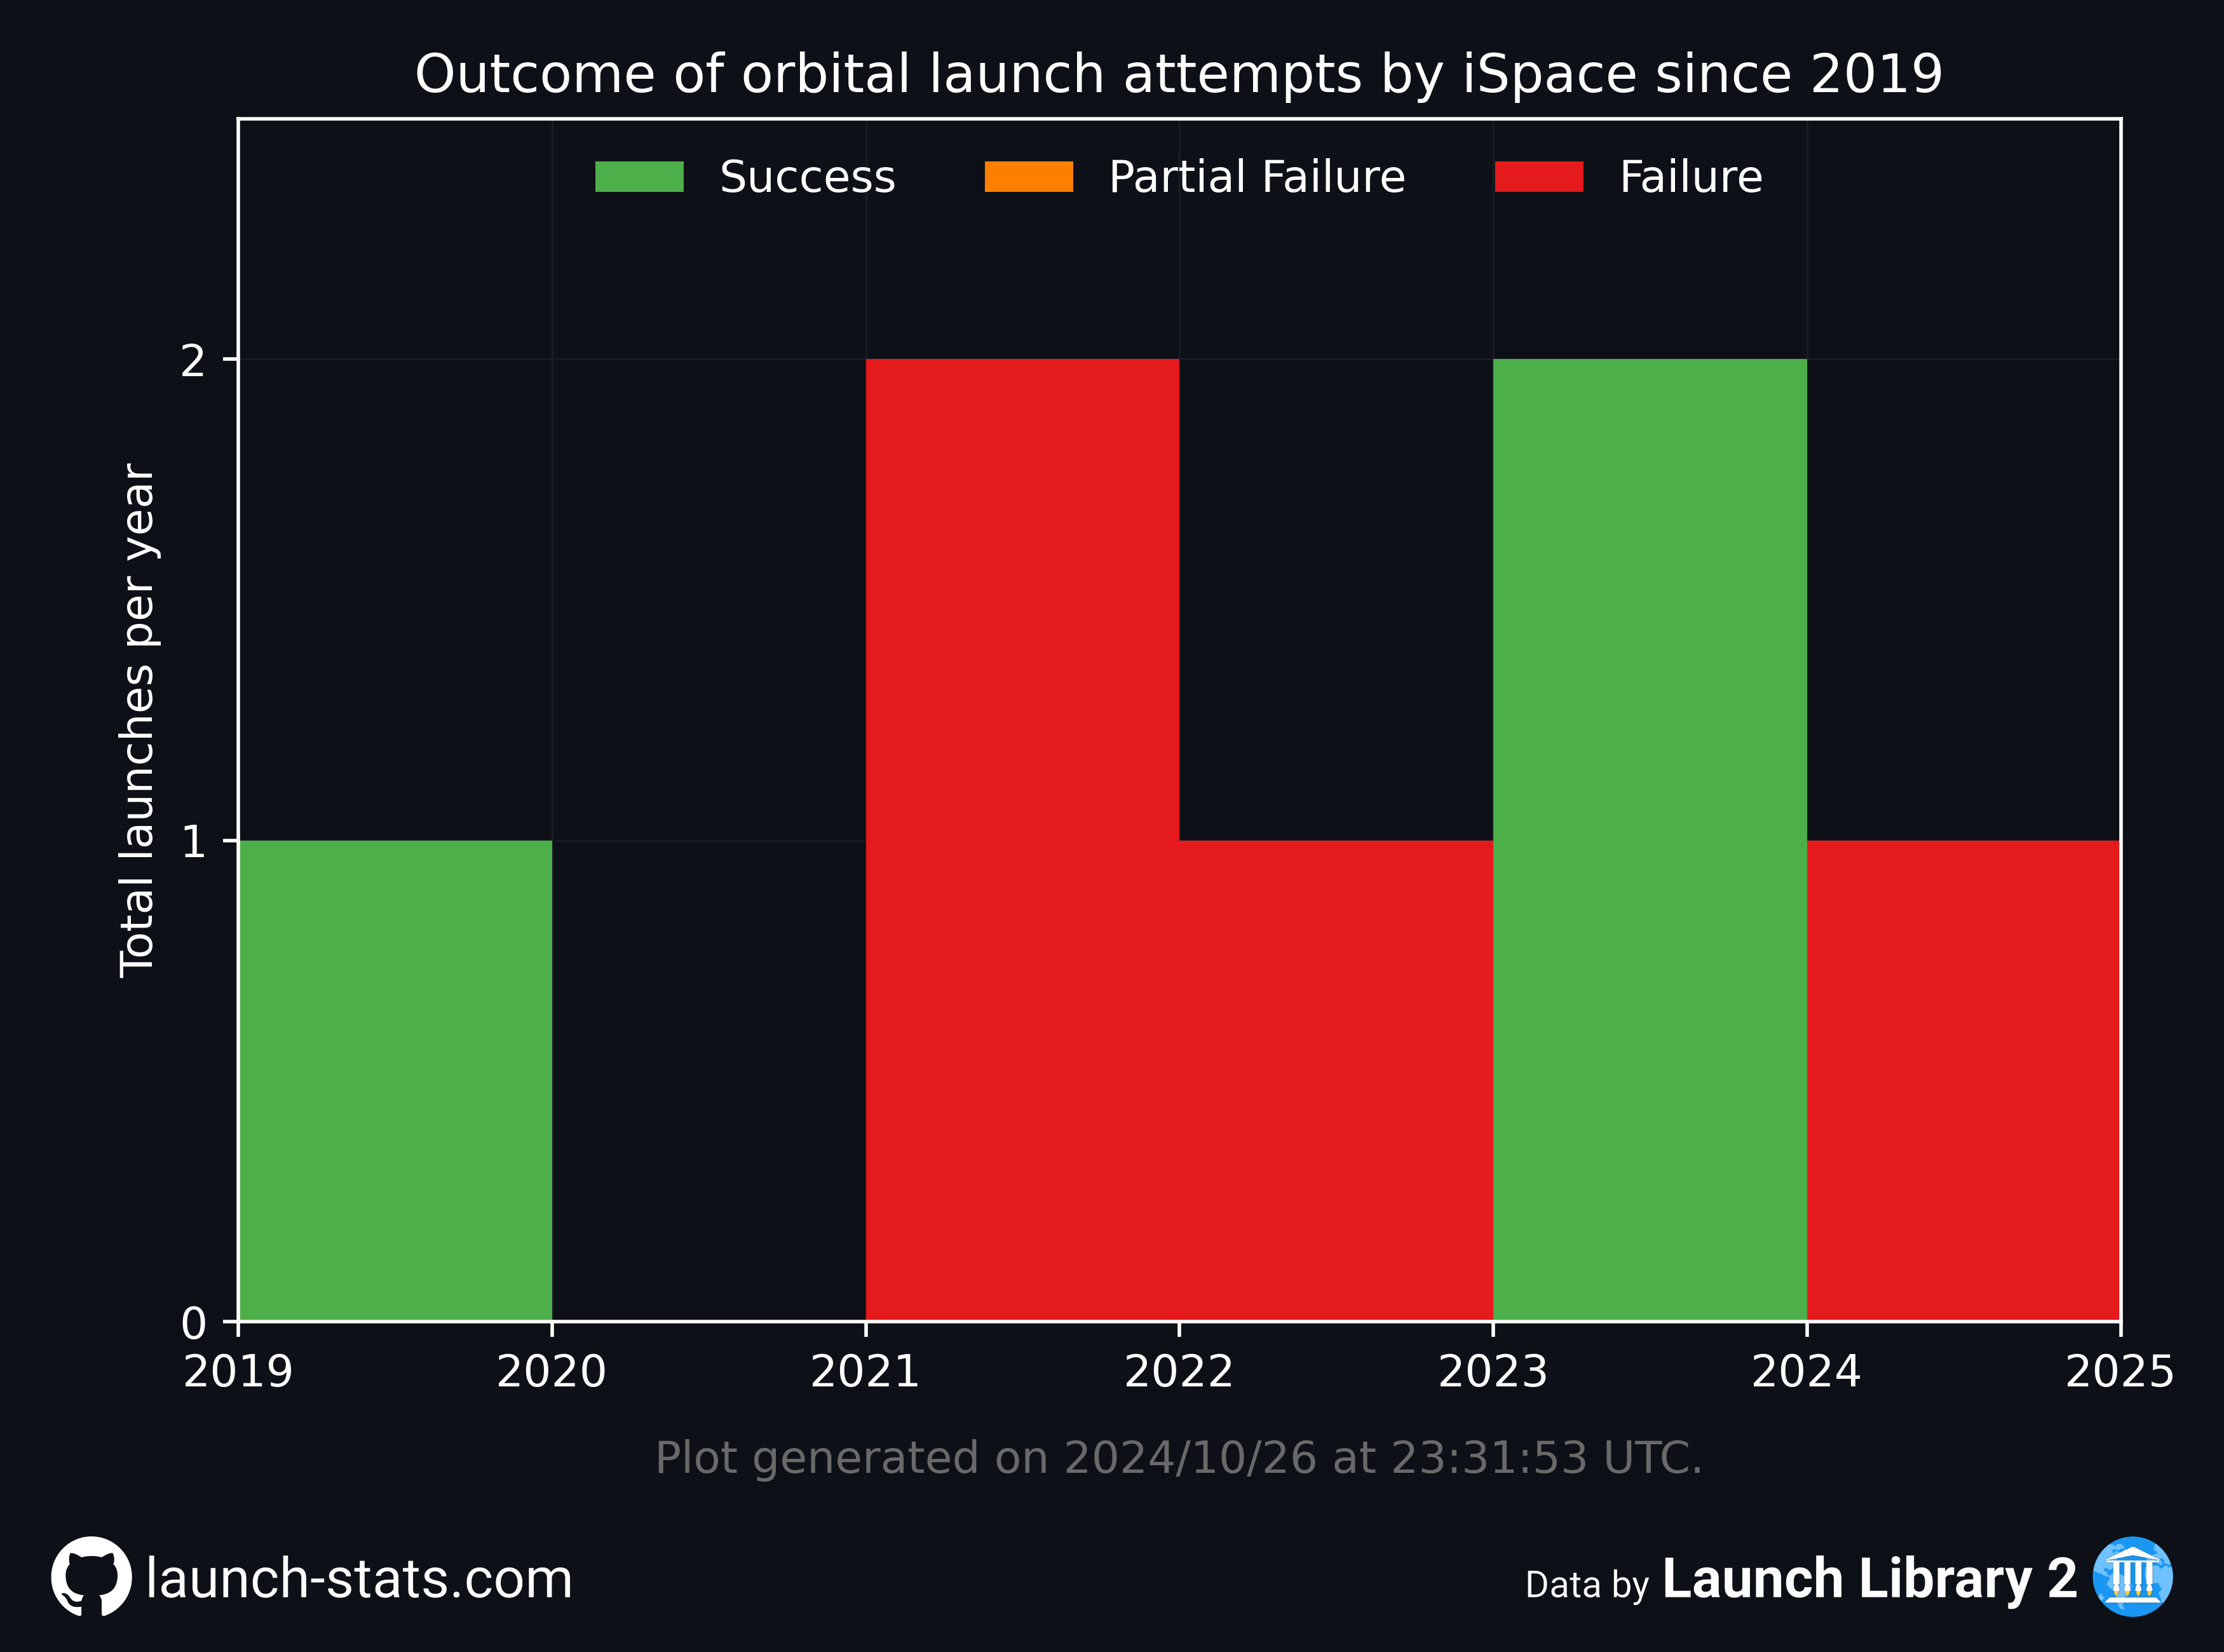 Outcome of orbital launch attempts by iSpace since 2019
Success Partial Failure Failure
Total launches per year
2
1
0
2019 2020 2021 2022 2023 2024 2025
Plot generated on 2024/10/26 at 23:31:53 UTC.
launch-stats.com
Data by Launch Library 2